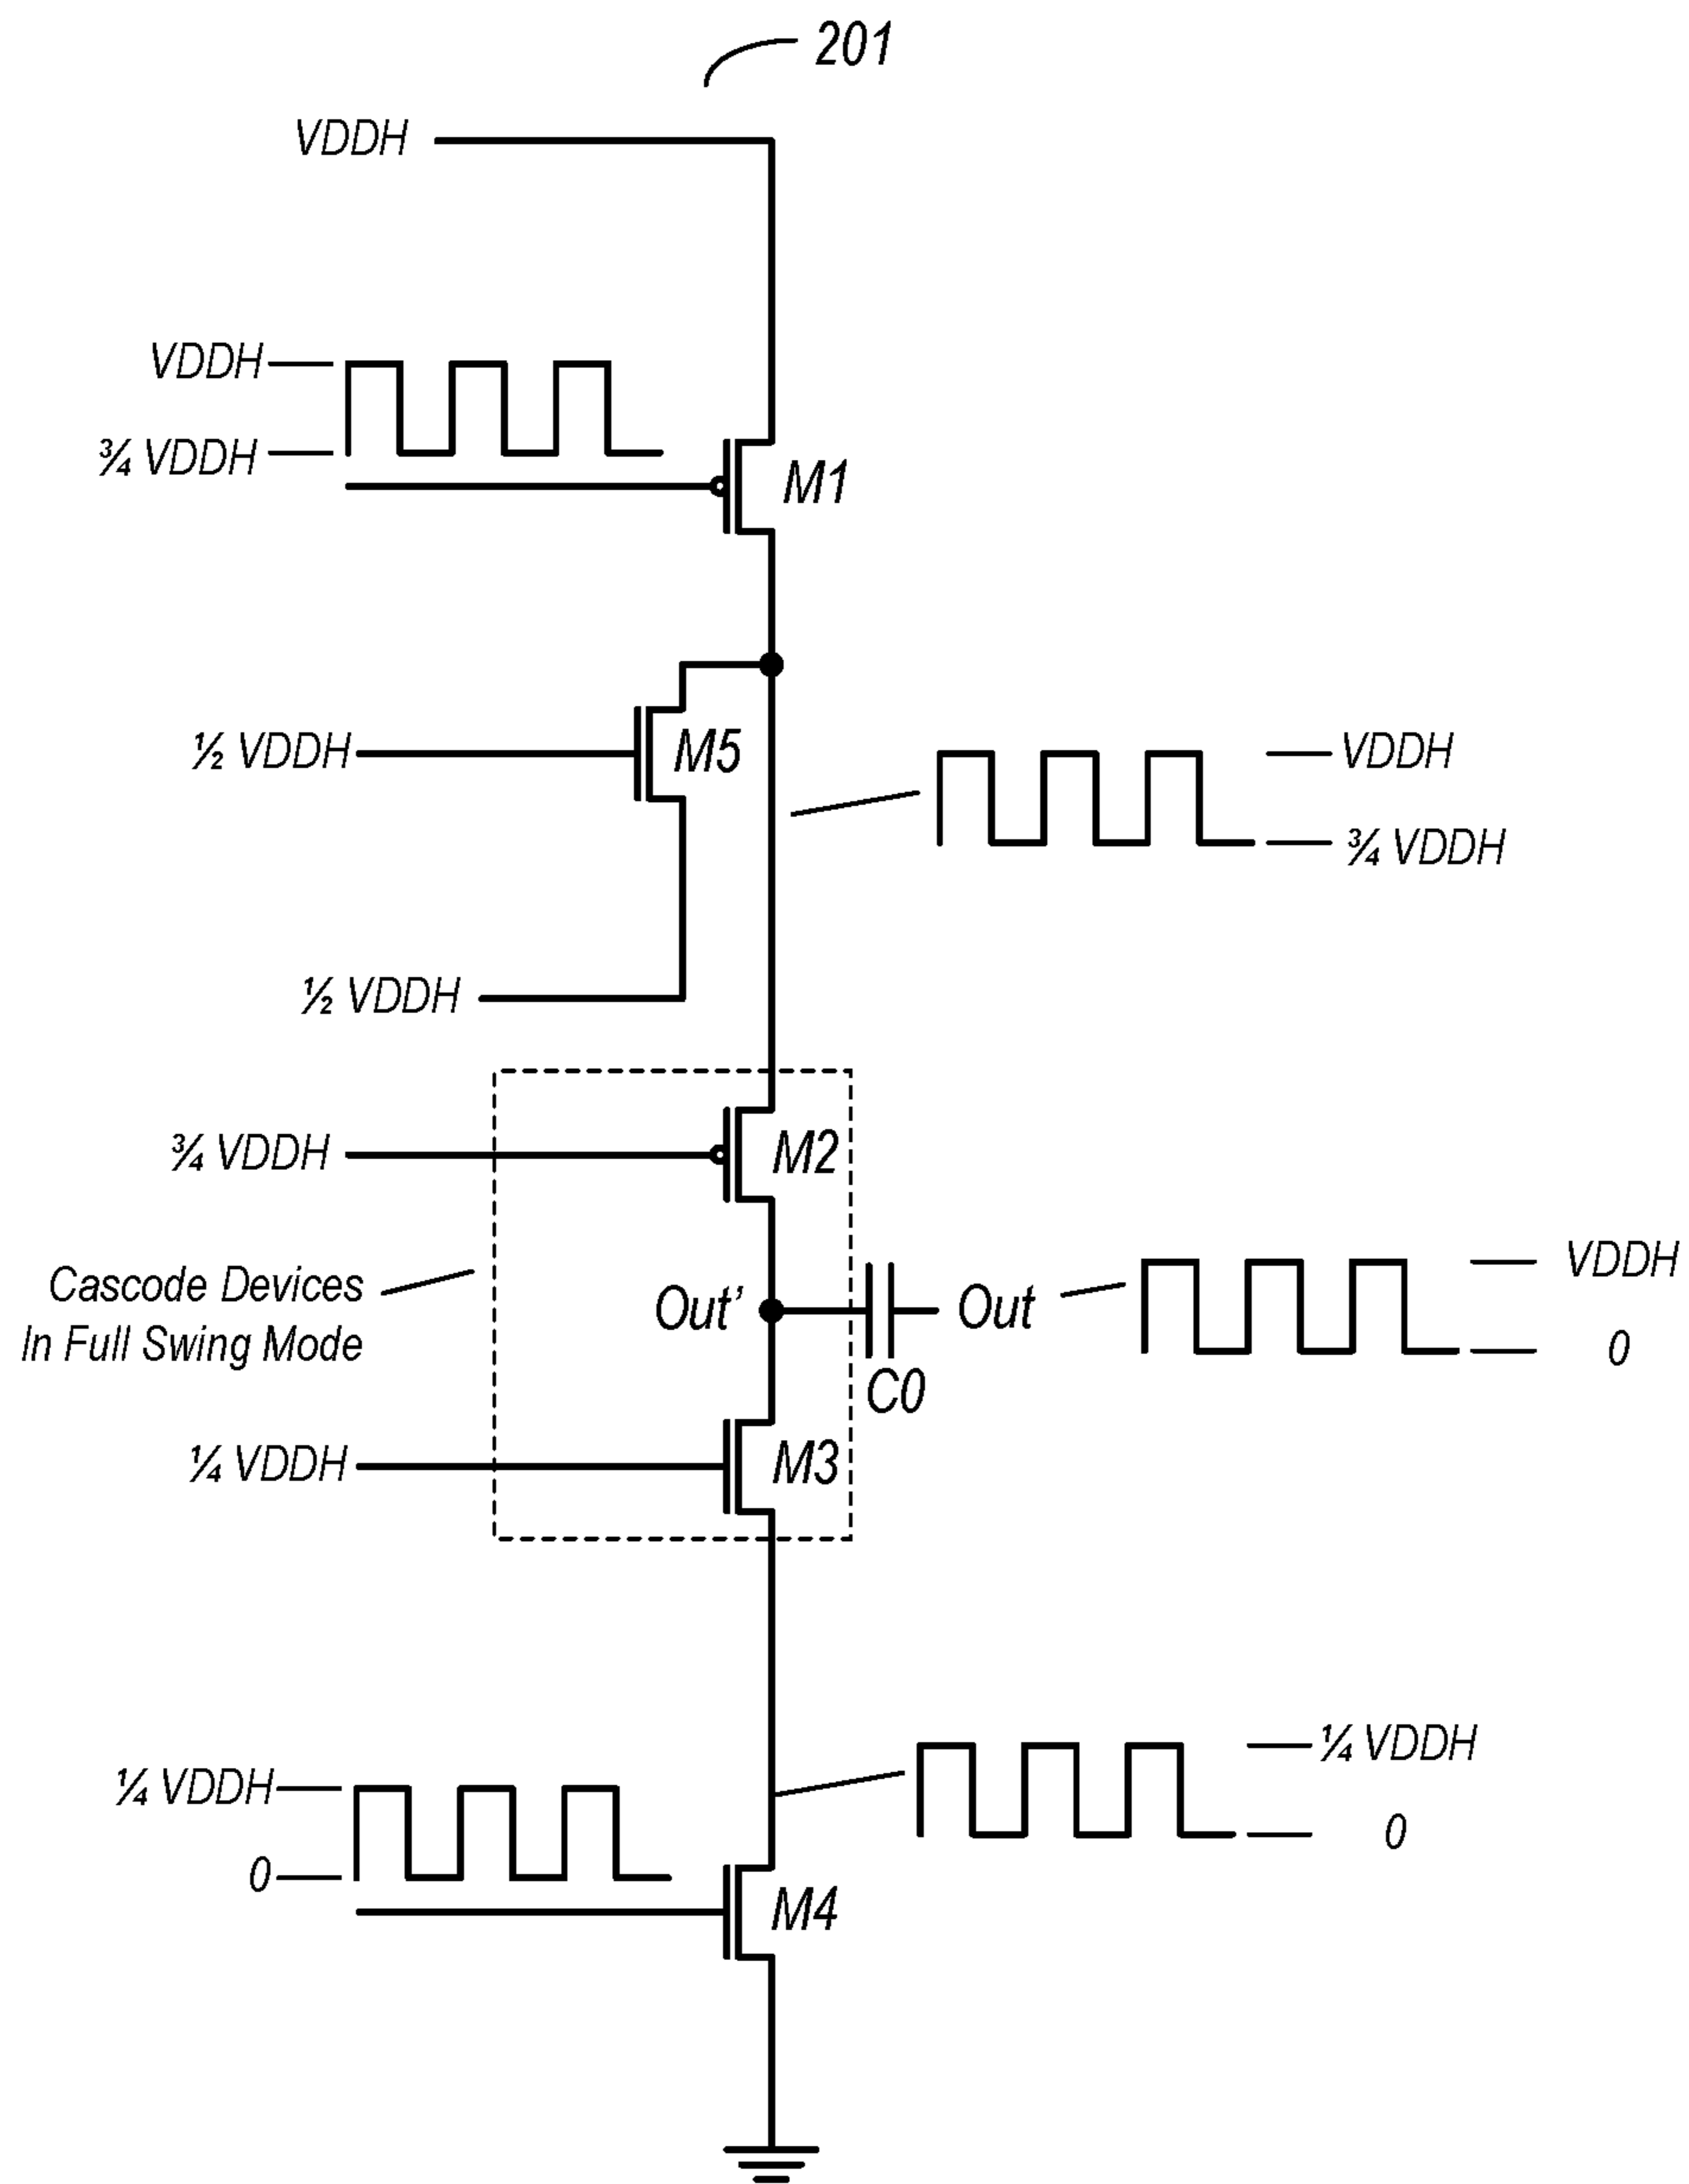 201
VDDH
VDDH
¾ VDDH
M1
½ VDDH
M5
VDDH
¾ VDDH
½ VDDH
¾ VDDH
M2
Cascode Devices
In Full Swing Mode
Out’
Out
C0
VDDH
0
¼ VDDH
M3
¼ VDDH
0
¼ VDDH
0
M4